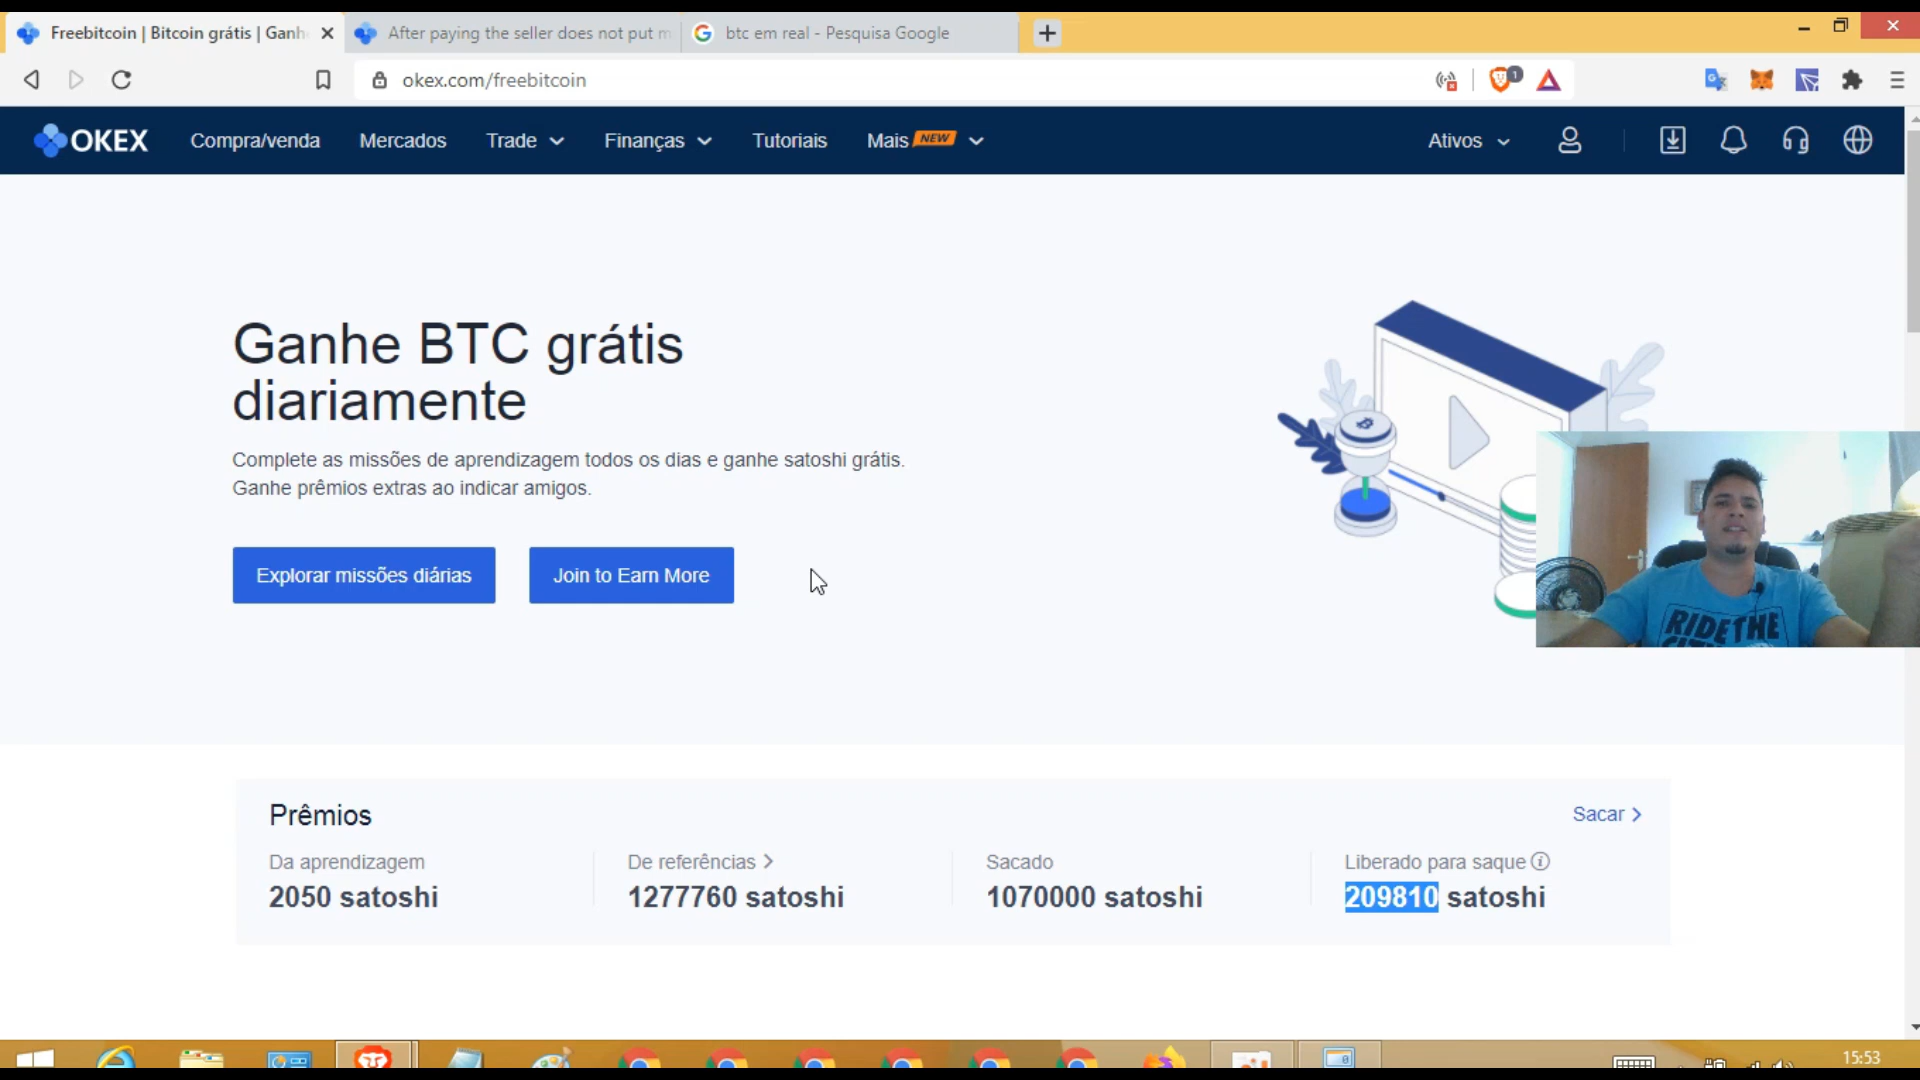 Freebitcoin | Bitcoin grátis | Ganh
After paying the seller does not put m
btc em real - Pesquisa Google
okex.com/freebitcoin
1
OKEX
Compra/venda
Mercados
Trade
Finanças
Tutoriais
Mais NEW
Ativos
Ganhe BTC grátis
diariamente
Complete as missões de aprendizagem todos os dias e ganhe satoshi grátis.
Ganhe prêmios extras ao indicar amigos.
Explorar missões diárias
Join to Earn More
RIDE THE
Prêmios
Sacar
Da aprendizagem
2050 satoshi
De referências
1277760 satoshi
Sacado
1070000 satoshi
Liberado para saque
209810 satoshi
15:53